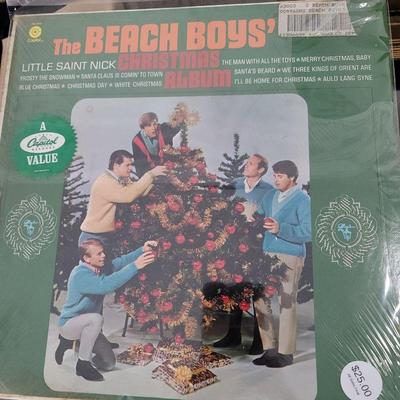 The BEACH BOYS'
CHRISTMAS
ALBUM
LITTLE SAINT NICK
THE MAN WITH ALL THE TOYS ★ MERRY CHRISTMAS, BABY
FROSTY THE SNOWMAN ★ SANTA CLAUS IS COMIN' TO TOWN
SANTA'S BEARD ★ WE THREE KINGS OF ORIENT ARE
BLUE CHRISTMAS ★ CHRISTMAS DAY ★ WHITE CHRISTMAS
I'LL BE HOME FOR CHRISTMAS ★ AULD LANG SYNE
A
Capitol
VALUE
$25.00